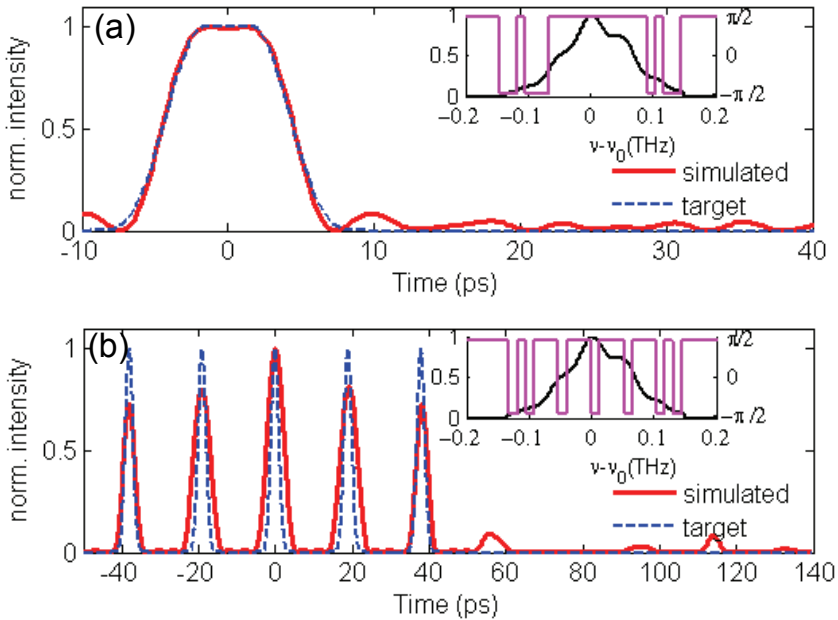 (a)
norm. intensity
1
0.5
0
-10
0
10
20
30
40
Time (ps)
1
0.5
0
π/2
0
−π /2
−0.2
−0.1
0
0.1
0.2
ν-ν0(THz)
simulated
target
(b)
norm. intensity
1
0.5
0
-40
-20
0
20
40
60
80
100
120
140
Time (ps)
1
0.5
0
π/2
0
−π /2
−0.2
−0.1
0
0.1
0.2
ν-ν0(THz)
simulated
target